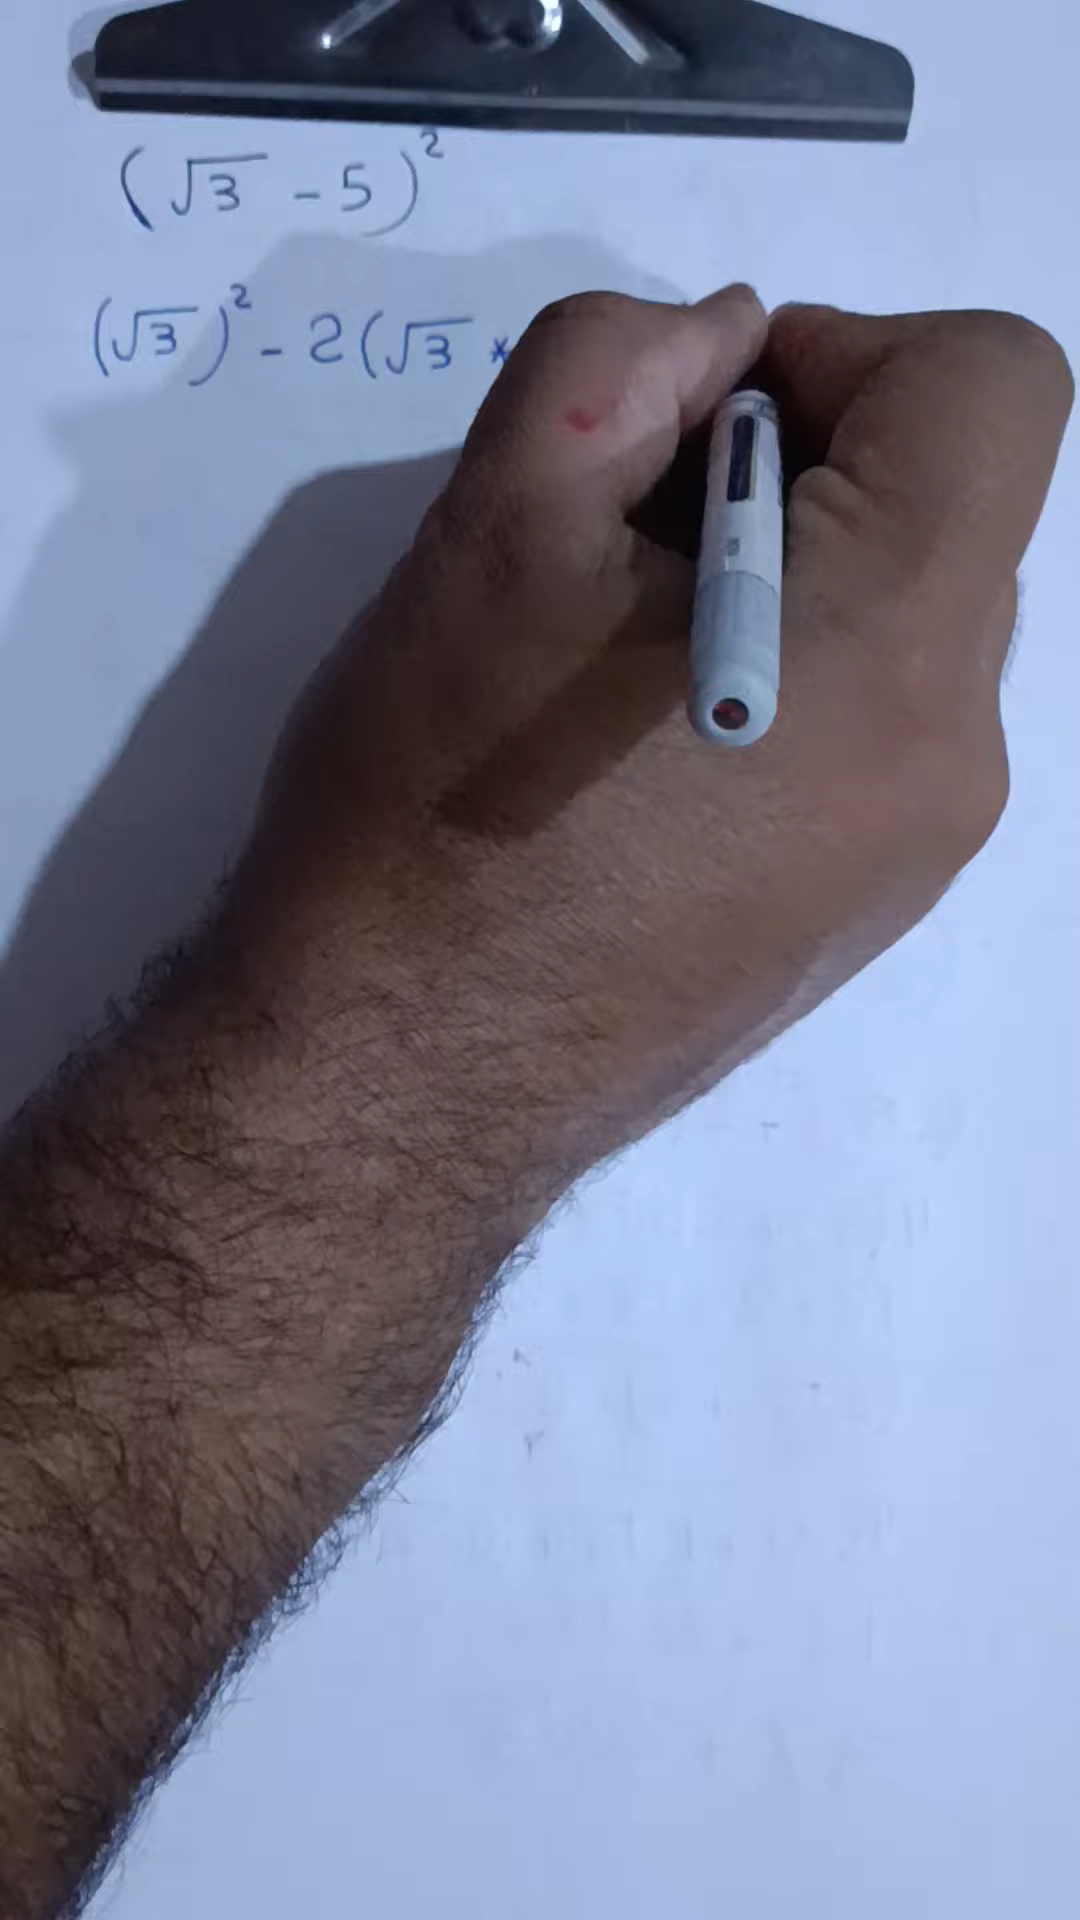 (√3 - 5)²
(√3)² - 2(√3 *